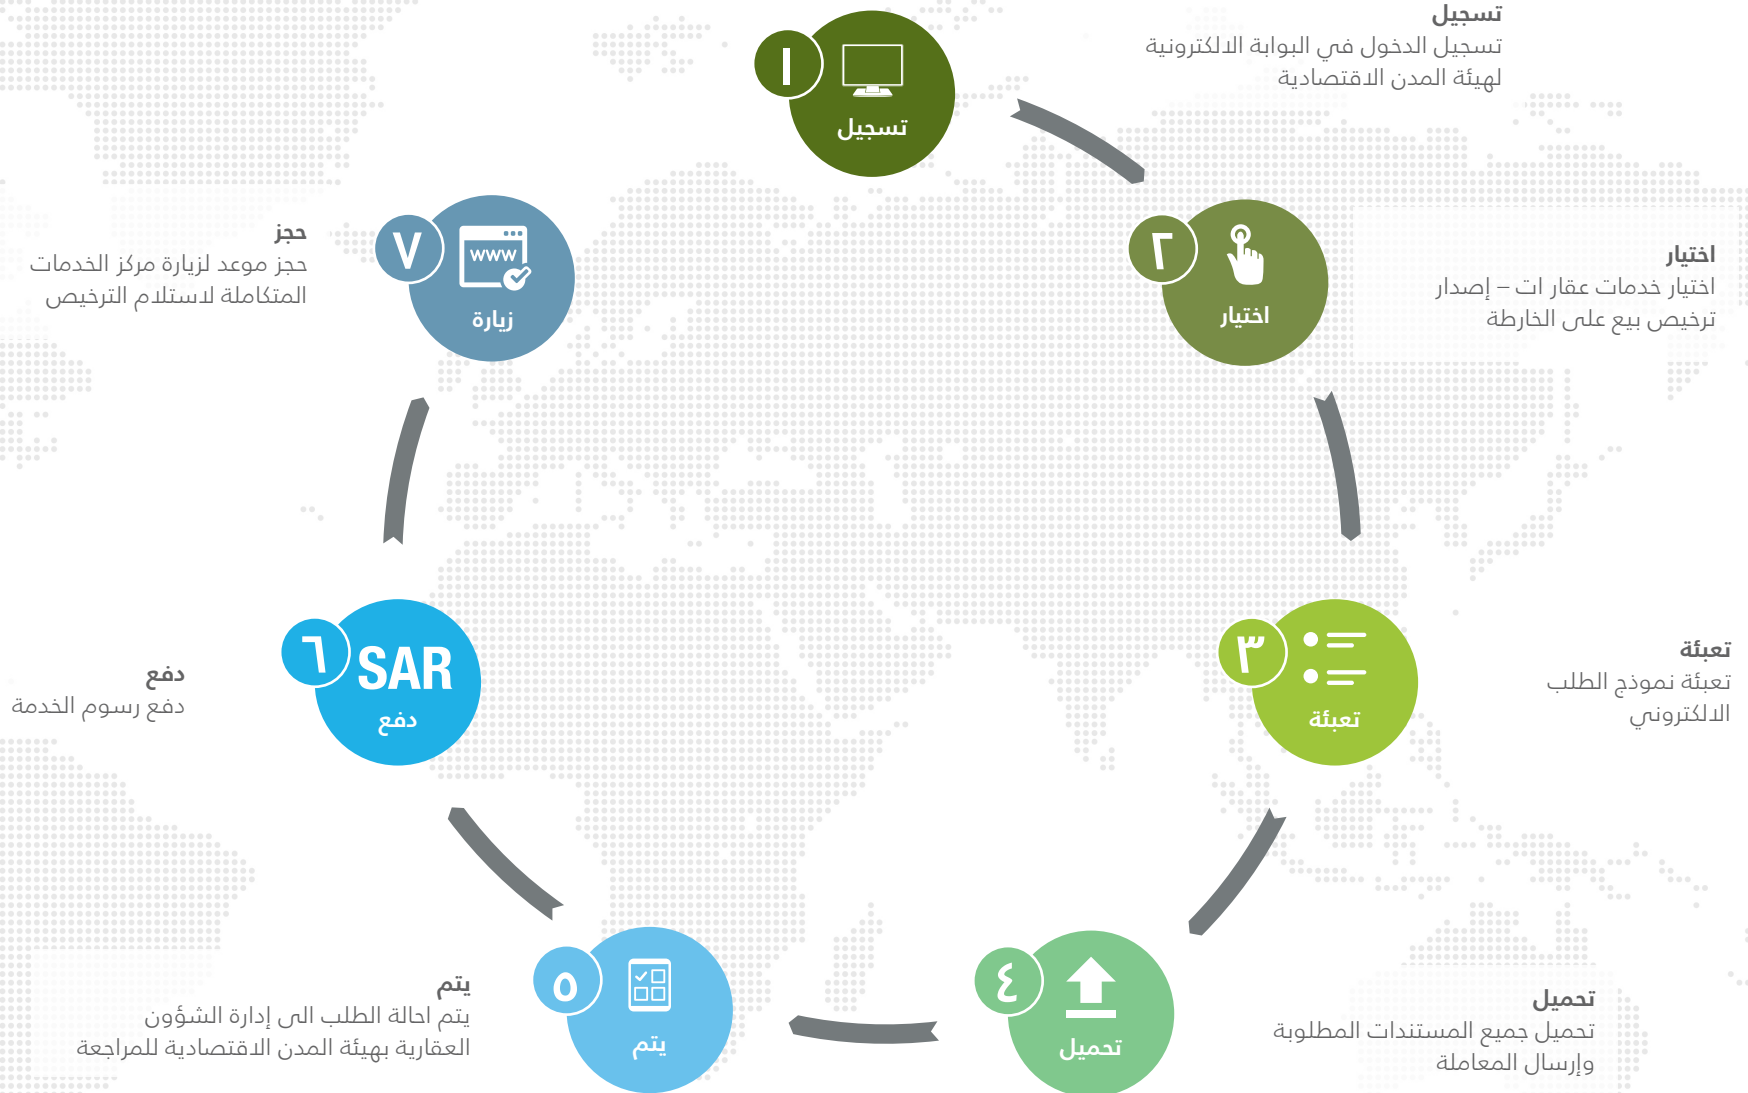 تسجيل
تسجيل الدخول في البوابة الالكترونية
لهيئة المدن الاقتصادية
١
تسجيل
اختيار
اختيار خدمات عقار ات – إصدار
ترخيص بيع على الخارطة
٢
اختيار
تعبئة
تعبئة نموذج الطلب
الالكتروني
٣
تعبئة
تحميل
تحميل جميع المستندات المطلوبة
وإرسال المعاملة
٤
تحميل
يتم
يتم احالة الطلب الى إدارة الشؤون
العقارية بهيئة المدن الاقتصادية للمراجعة
٥
يتم
دفع
دفع رسوم الخدمة
٦
SAR
دفع
حجز
حجز موعد لزيارة مركز الخدمات
المتكاملة لاستلام الترخيص
٧
www
زيارة